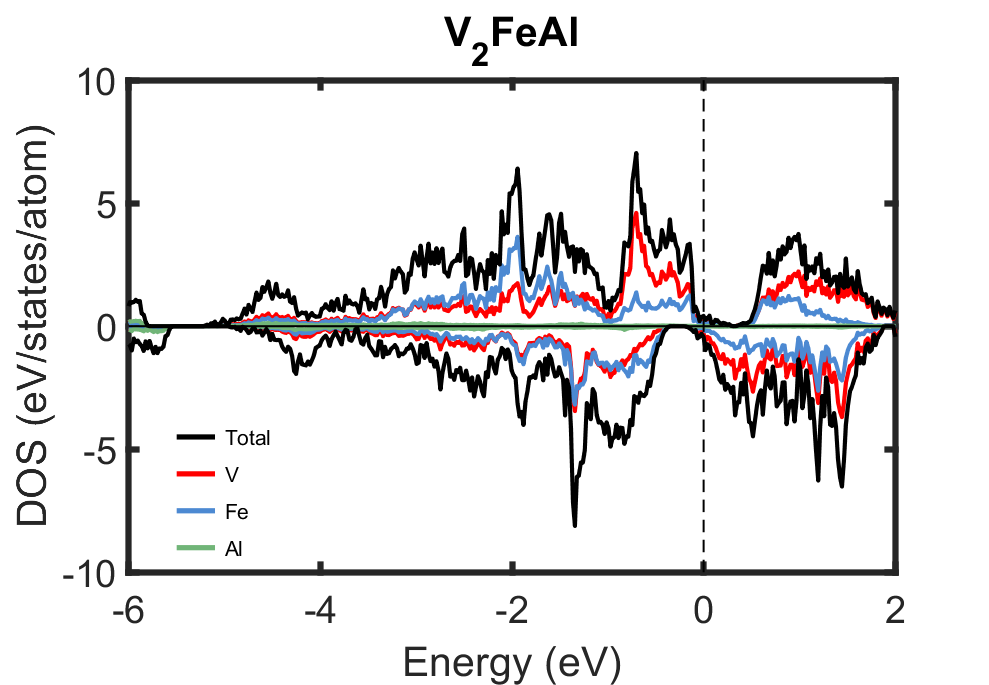 V2FeAl
10
5
0
-5
-10
DOS (eV/states/atom)
Total
V
Fe
Al
-6
-4
-2
0
2
Energy (eV)